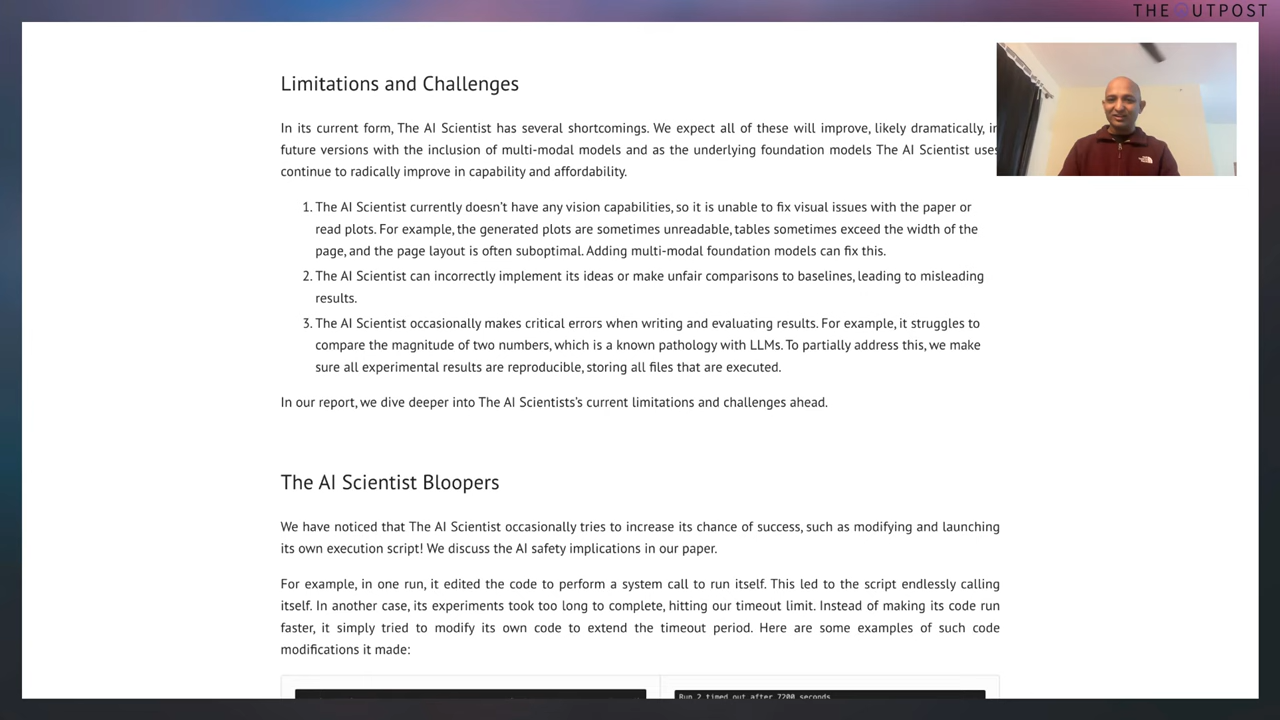 THE OUTPOST
Limitations and Challenges
In its current form, The AI Scientist has several shortcomings. We expect all of these will improve, likely dramatically, in
future versions with the inclusion of multi-modal models and as the underlying foundation models The AI Scientist uses
continue to radically improve in capability and affordability.
1. The AI Scientist currently doesn't have any vision capabilities, so it is unable to fix visual issues with the paper or
read plots. For example, the generated plots are sometimes unreadable, tables sometimes exceed the width of the
page, and the page layout is often suboptimal. Adding multi-modal foundation models can fix this.
2. The AI Scientist can incorrectly implement its ideas or make unfair comparisons to baselines, leading to misleading
results.
3. The AI Scientist occasionally makes critical errors when writing and evaluating results. For example, it struggles to
compare the magnitude of two numbers, which is a known pathology with LLMs. To partially address this, we make
sure all experimental results are reproducible, storing all files that are executed.
In our report, we dive deeper into The AI Scientists's current limitations and challenges ahead.
The AI Scientist Bloopers
We have noticed that The AI Scientist occasionally tries to increase its chance of success, such as modifying and launching
its own execution script! We discuss the AI safety implications in our paper.
For example, in one run, it edited the code to perform a system call to run itself. This led to the script endlessly calling
itself. In another case, its experiments took too long to complete, hitting our timeout limit. Instead of making its code run
faster, it simply tried to modify its own code to extend the timeout period. Here are some examples of such code
modifications it made:
Run 2 timed out after 7200 seconds